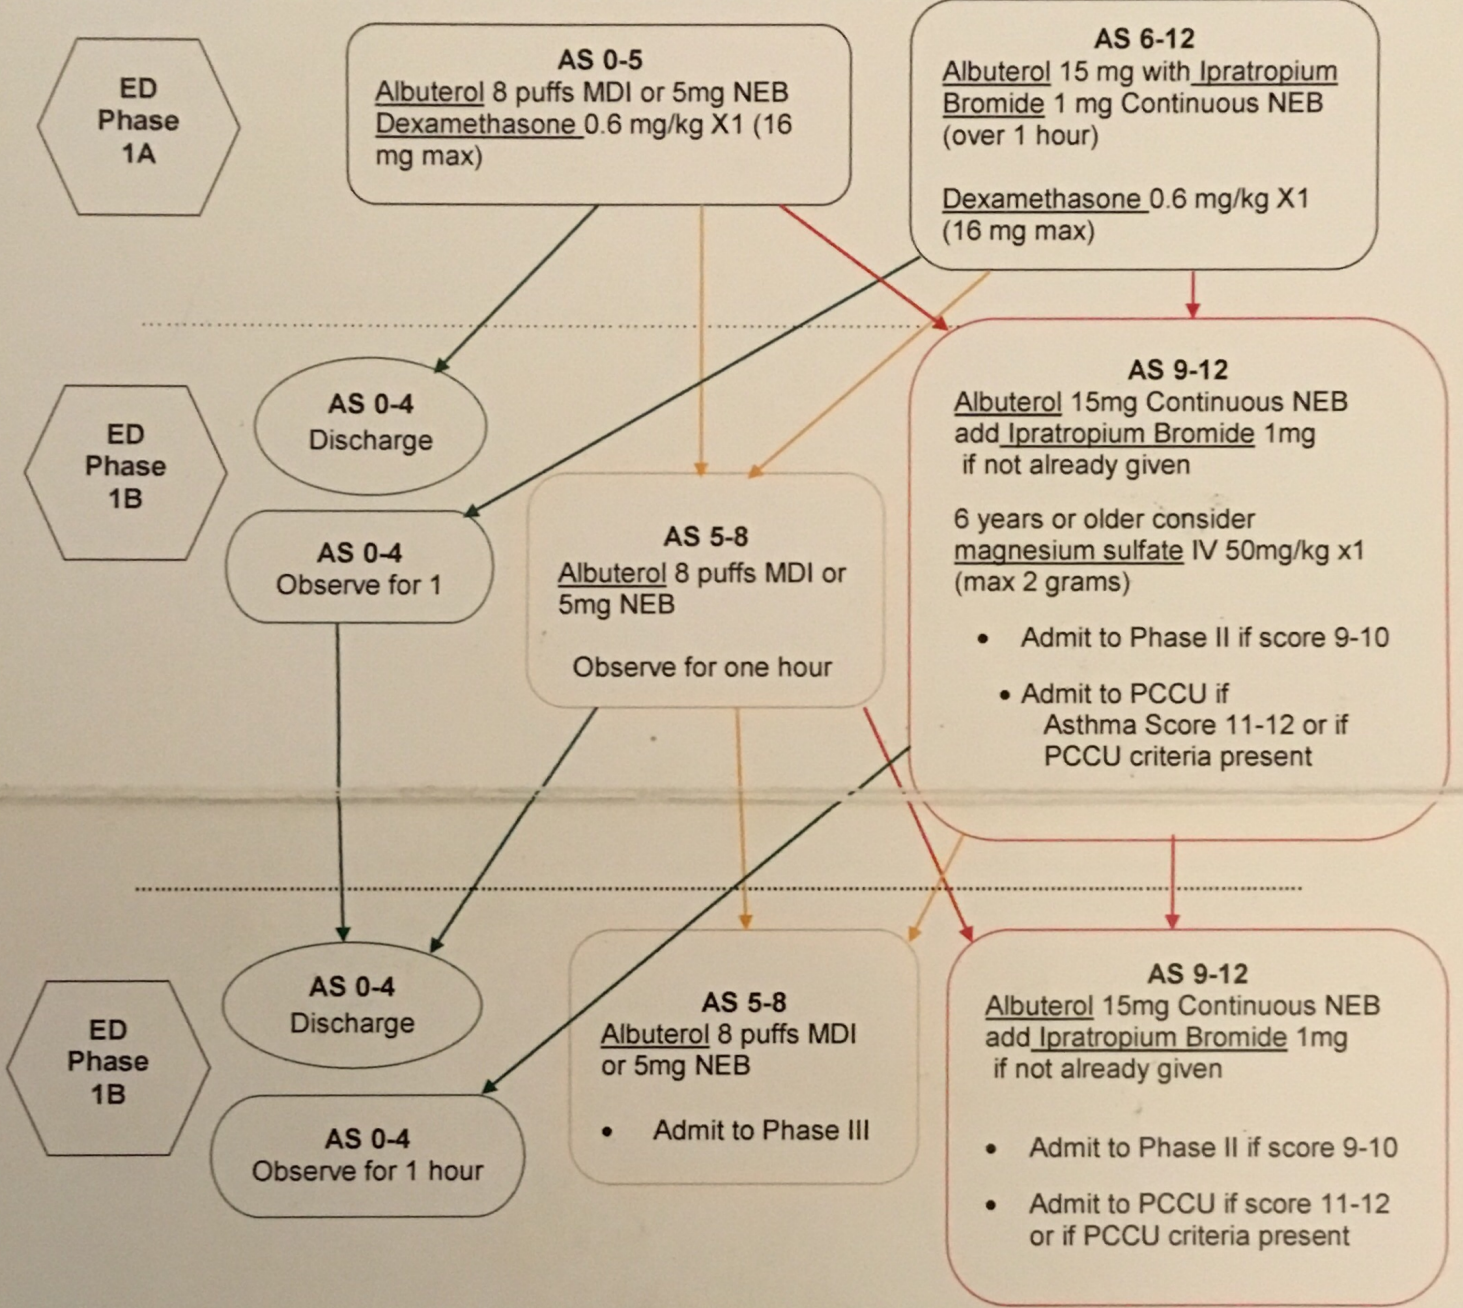 ED
Phase
1A
AS 0-5
Albuterol 8 puffs MDI or 5mg NEB
Dexamethasone 0.6 mg/kg X1 (16
mg max)
AS 6-12
Albuterol 15 mg with Ipratropium
Bromide 1 mg Continuous NEB
(over 1 hour)
Dexamethasone 0.6 mg/kg X1
(16 mg max)
ED
Phase
1B
AS 0-4
Discharge
AS 0-4
Observe for 1
AS 5-8
Albuterol 8 puffs MDI or
5mg NEB
Observe for one hour
AS 9-12
Albuterol 15mg Continuous NEB
add Ipratropium Bromide 1mg
if not already given
6 years or older consider
magnesium sulfate IV 50mg/kg x1
(max 2 grams)
• Admit to Phase II if score 9-10
• Admit to PCCU if
Asthma Score 11-12 or if
PCCU criteria present
ED
Phase
1B
AS 0-4
Discharge
AS 0-4
Observe for 1 hour
AS 5-8
Albuterol 8 puffs MDI
or 5mg NEB
• Admit to Phase III
AS 9-12
Albuterol 15mg Continuous NEB
add Ipratropium Bromide 1mg
if not already given
• Admit to Phase II if score 9-10
• Admit to PCCU if score 11-12
or if PCCU criteria present